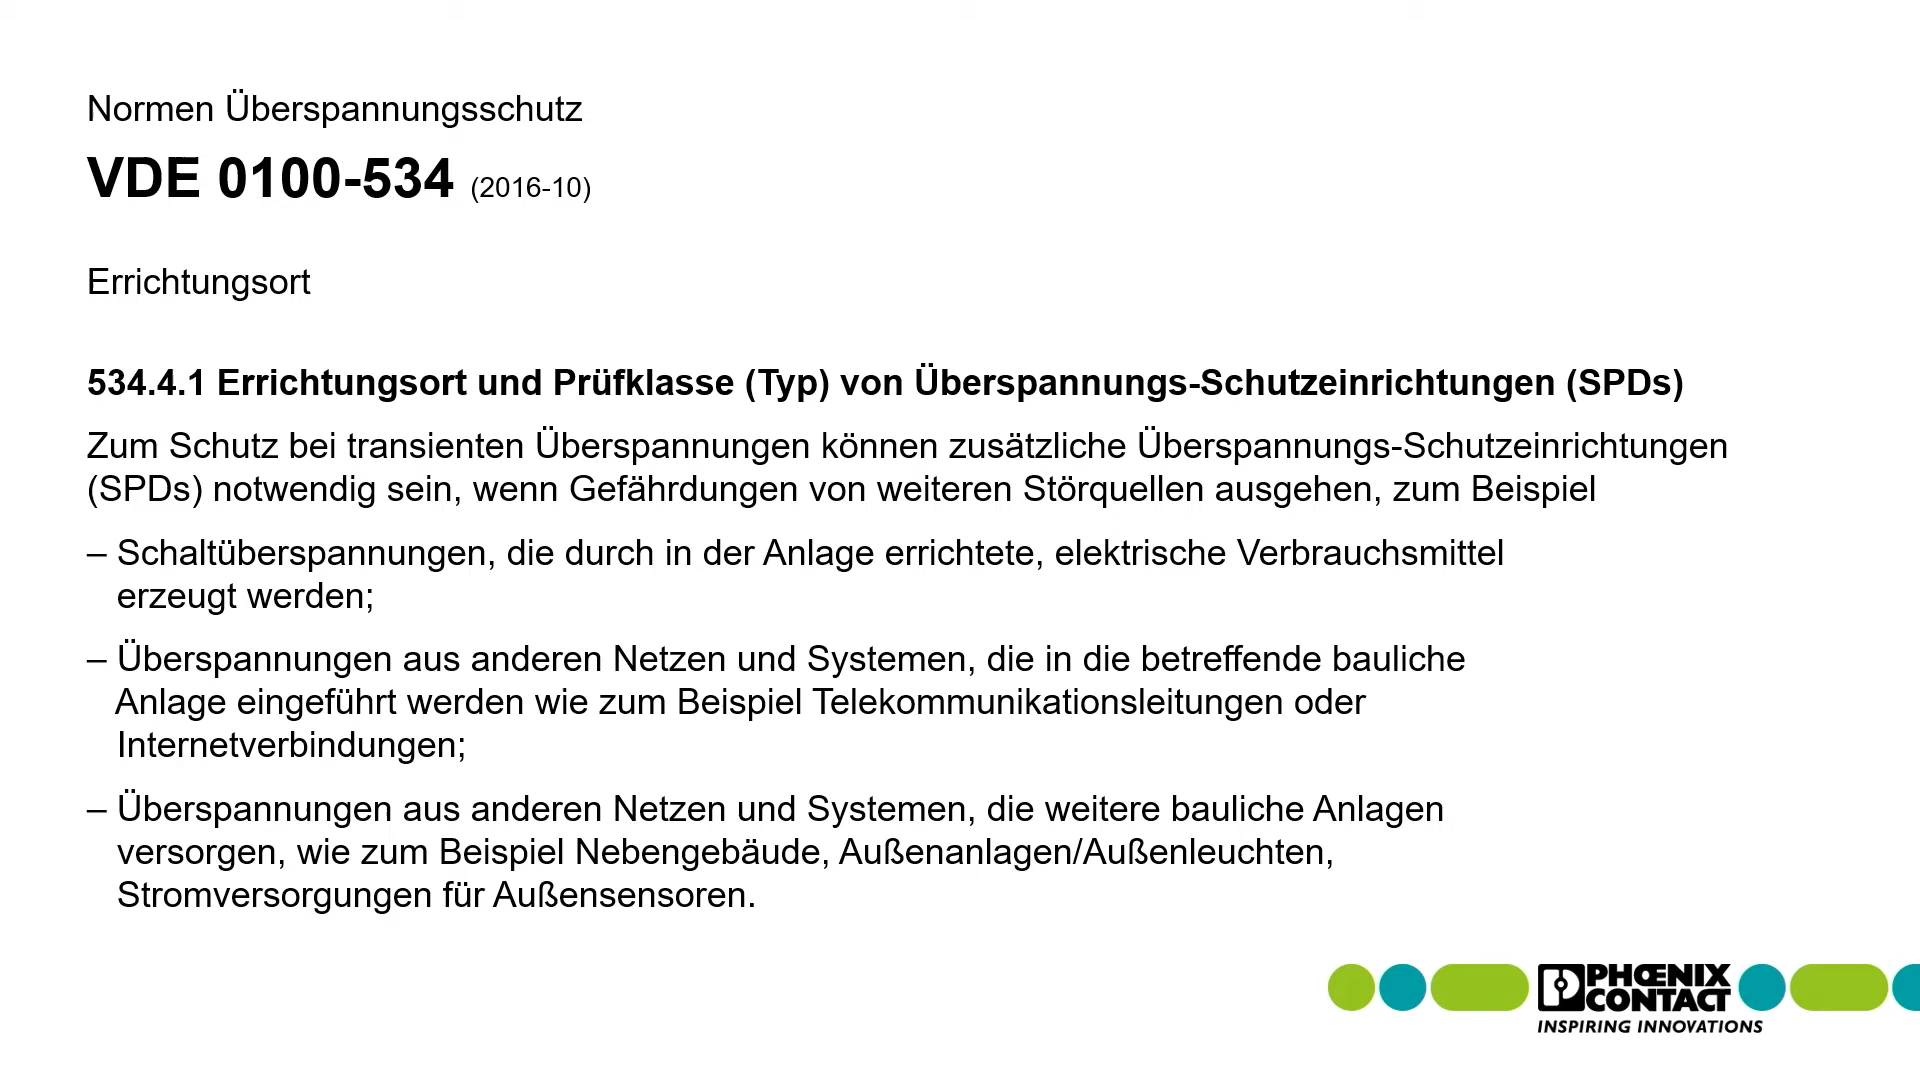 Normen Überspannungsschutz
VDE 0100-534 (2016-10)
Errichtungsort
534.4.1 Errichtungsort und Prüfklasse (Typ) von Überspannungs-Schutzeinrichtungen (SPDs)
Zum Schutz bei transienten Überspannungen können zusätzliche Überspannungs-Schutzeinrichtungen
(SPDs) notwendig sein, wenn Gefährdungen von weiteren Störquellen ausgehen, zum Beispiel
– Schaltüberspannungen, die durch in der Anlage errichtete, elektrische Verbrauchsmittel
erzeugt werden;
– Überspannungen aus anderen Netzen und Systemen, die in die betreffende bauliche
Anlage eingeführt werden wie zum Beispiel Telekommunikationsleitungen oder
Internetverbindungen;
– Überspannungen aus anderen Netzen und Systemen, die weitere bauliche Anlagen
versorgen, wie zum Beispiel Nebengebäude, Außenanlagen/Außenleuchten,
Stromversorgungen für Außensensoren.
PHŒNIX
CONTACT
INSPIRING INNOVATIONS